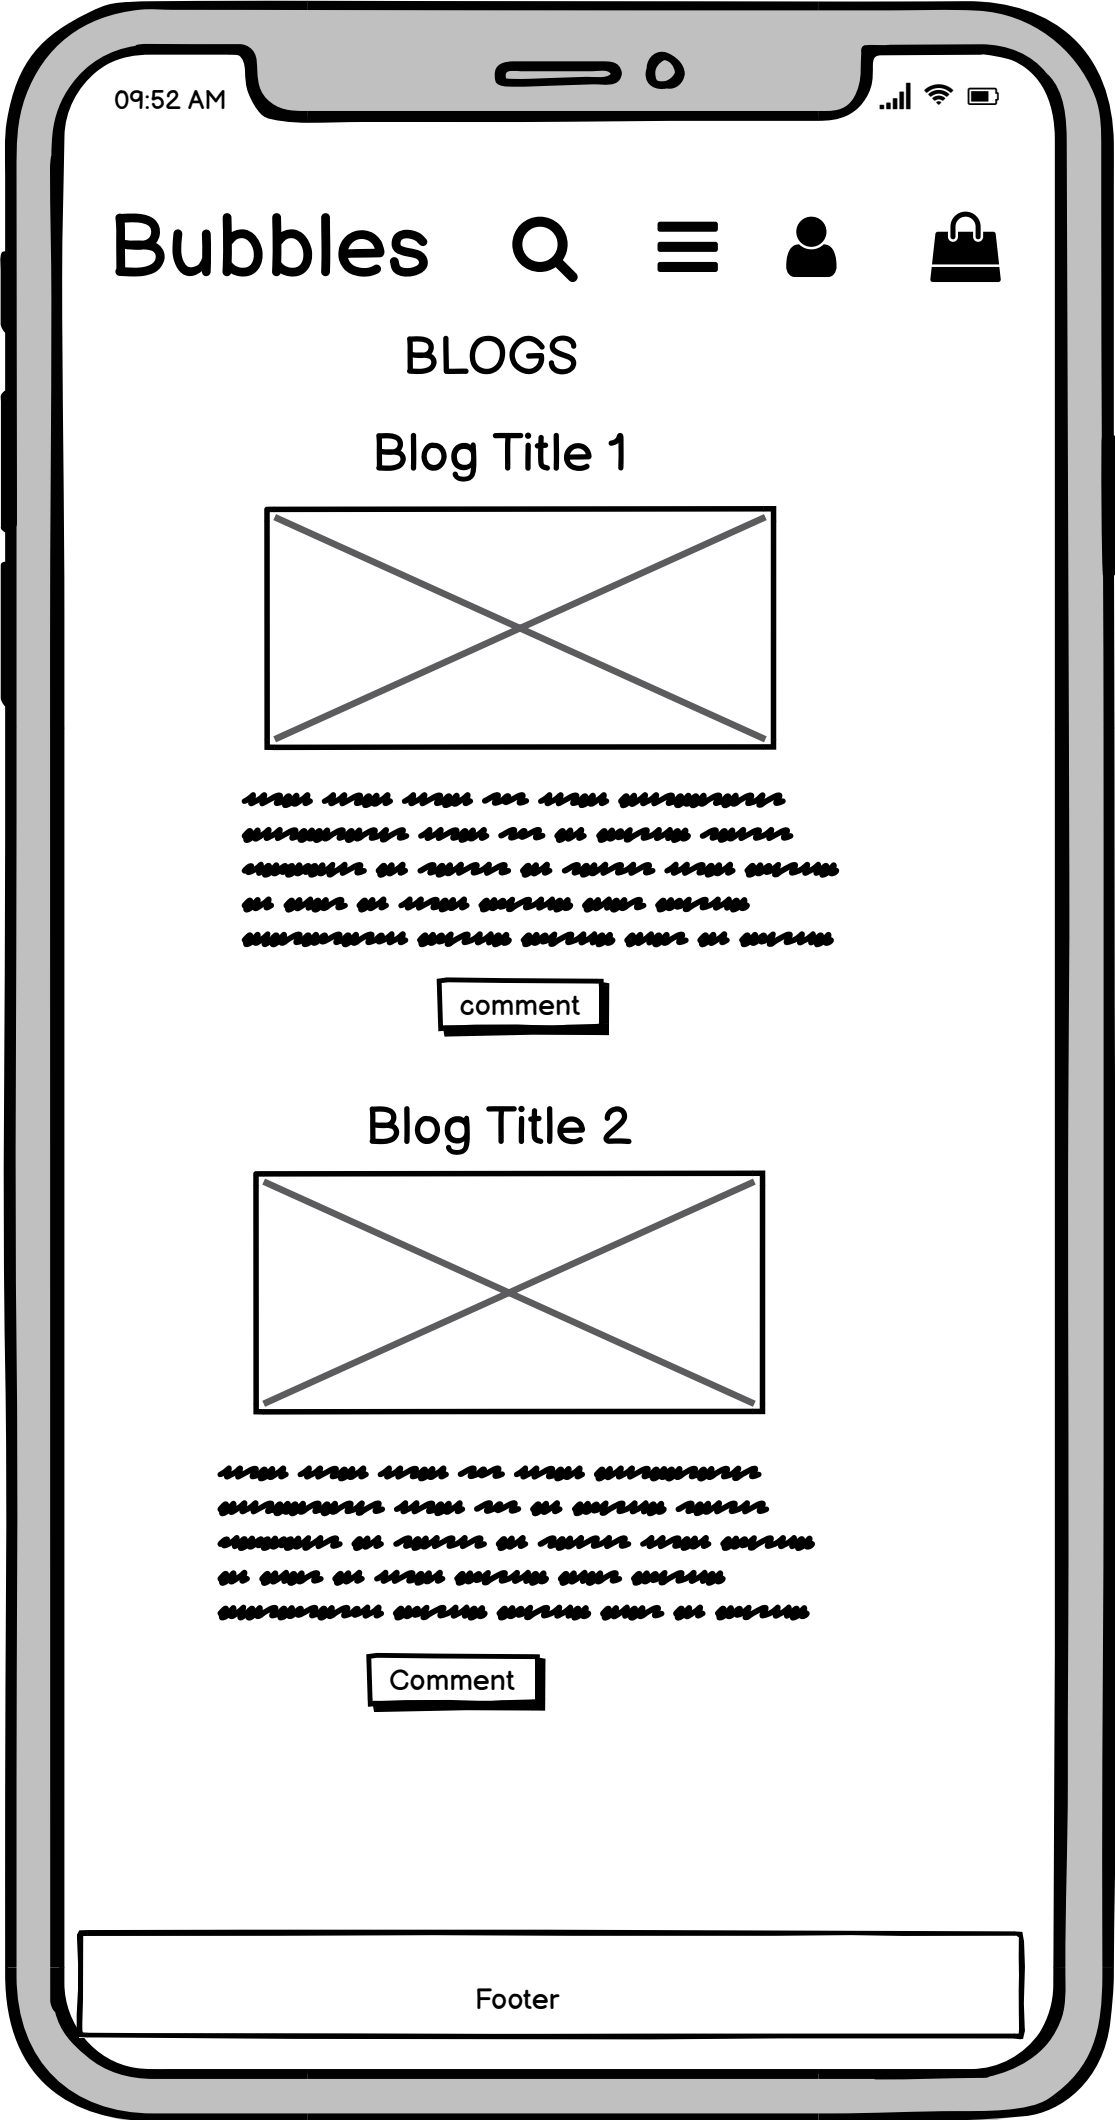 09:52 AM
Bubbles
BLOGS
Blog Title 1
comment
Blog Title 2
Comment
Footer